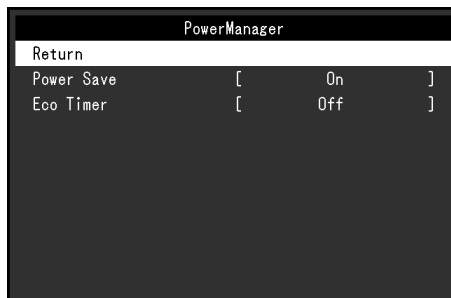 PowerManager
Return
Power Save [ On ]
Eco Timer [ Off ]